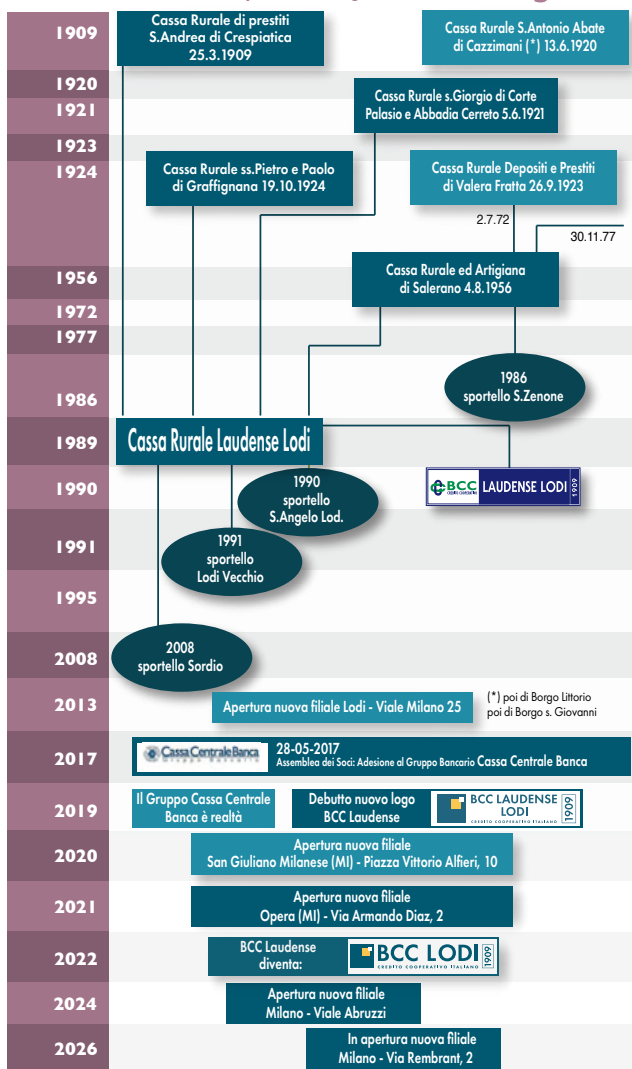 1909
Cassa Rurale di prestiti
S.Andrea di Crespiatica
25.3.1909
Cassa Rurale S.Antonio Abate
di Cazzimani (*) 13.6.1920
1920
1921
Cassa Rurale s.Giorgio di Corte
Palasio e Abbadia Cerreto 5.6.1921
1923
1924
Cassa Rurale ss.Pietro e Paolo
di Graffignana 19.10.1924
Cassa Rurale Depositi e Prestiti
di Valera Fratta 26.9.1923
2.7.72
30.11.77
1956
Cassa Rurale ed Artigiana
di Salerano 4.8.1956
1972
1977
1986
1986
sportello S.Zenone
1989
Cassa Rurale Laudense Lodi
1990
1990
sportello
S.Angelo Lod.
BCC
CREDITO COOPERATIVO
LAUDENSE LODI
1909
1991
1991
sportello
Lodi Vecchio
1995
2008
2008
sportello Sordio
2013
Apertura nuova filiale Lodi - Viale Milano 25
(*) poi di Borgo Littorio
poi di Borgo s. Giovanni
2017
Cassa Centrale Banca
Gruppo Bancario
28-05-2017
Assemblea dei Soci: Adesione al Gruppo Bancario Cassa Centrale Banca
2019
Il Gruppo Cassa Centrale
Banca è realtà
Debutto nuovo logo
BCC Laudense
BCC LAUDENSE
LODI
CREDITO COOPERATIVO ITALIANO
1909
2020
Apertura nuova filiale
San Giuliano Milanese (MI) - Piazza Vittorio Alfieri, 10
2021
Apertura nuova filiale
Opera (MI) - Via Armando Diaz, 2
2022
BCC Laudense
diventa:
BCC LODI
CREDITO COOPERATIVO ITALIANO
1909
2024
Apertura nuova filiale
Milano - Viale Abruzzi
2026
In apertura nuova filiale
Milano - Via Rembrant, 2